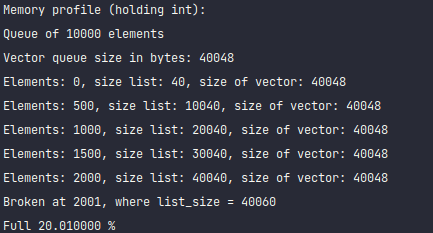 Memory profile (holding int):
Queue of 10000 elements
Vector queue size in bytes: 40048
Elements: 0, size list: 40, size of vector: 40048
Elements: 500, size list: 10040, size of vector: 40048
Elements: 1000, size list: 20040, size of vector: 40048
Elements: 1500, size list: 30040, size of vector: 40048
Elements: 2000, size list: 40040, size of vector: 40048
Broken at 2001, where list_size = 40060
Full 20.010000 %